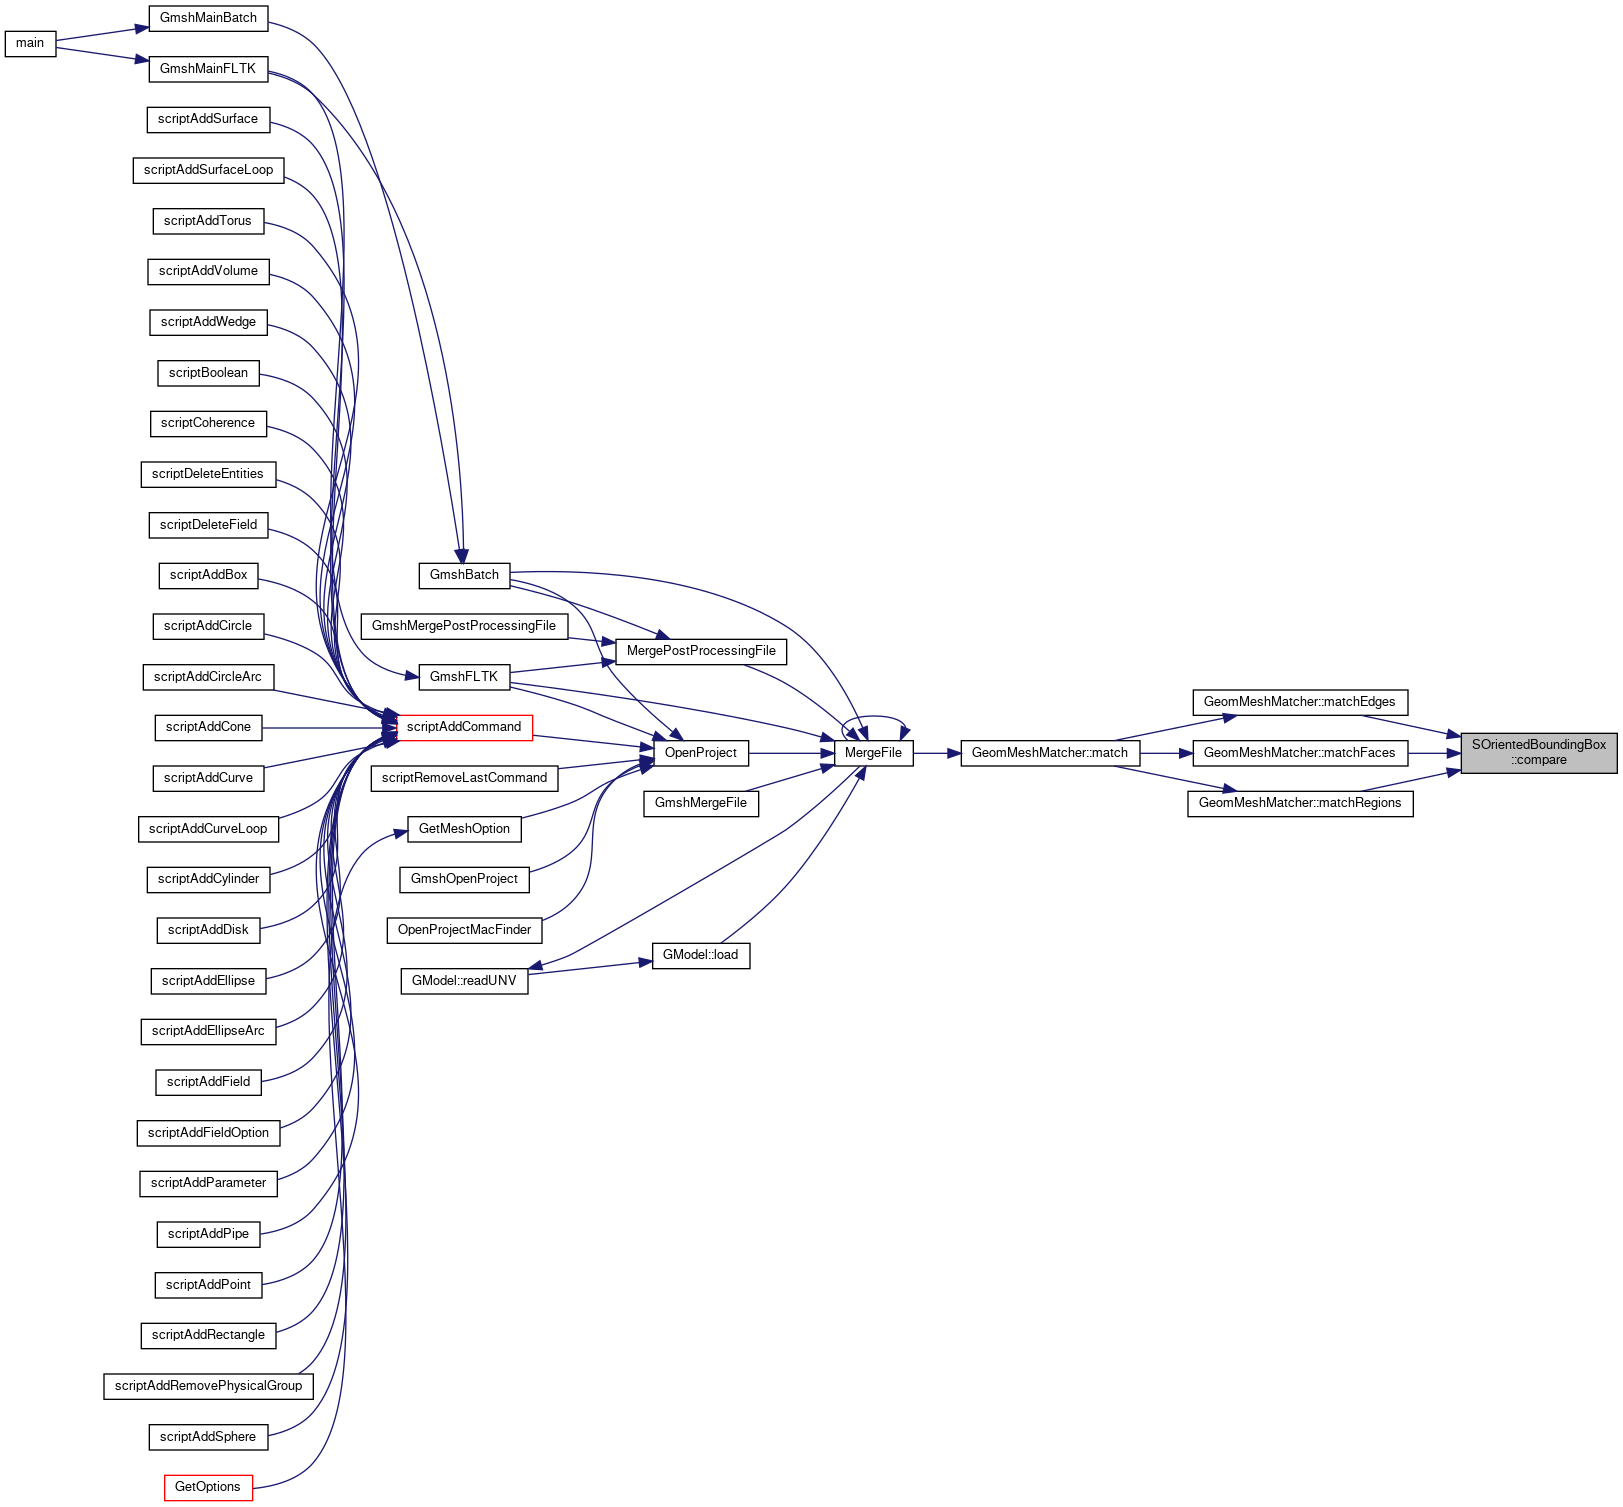 main
GmshMainBatch
GmshMainFLTK
scriptAddSurface
scriptAddSurfaceLoop
scriptAddTorus
scriptAddVolume
scriptAddWedge
scriptBoolean
scriptCoherence
scriptDeleteEntities
scriptDeleteField
scriptAddBox
scriptAddCircle
scriptAddCircleArc
scriptAddCone
scriptAddCurve
scriptAddCurveLoop
scriptAddCylinder
scriptAddDisk
scriptAddEllipse
scriptAddEllipseArc
scriptAddField
scriptAddFieldOption
scriptAddParameter
scriptAddPipe
scriptAddPoint
scriptAddRectangle
scriptAddRemovePhysicalGroup
scriptAddSphere
GetOptions
GmshBatch
GmshMergePostProcessingFile
GmshFLTK
scriptAddCommand
scriptRemoveLastCommand
GetMeshOption
GmshOpenProject
OpenProjectMacFinder
GModel::readUNV
MergePostProcessingFile
OpenProject
GmshMergeFile
GModel::load
MergeFile
GeomMeshMatcher::match
GeomMeshMatcher::matchEdges
GeomMeshMatcher::matchFaces
GeomMeshMatcher::matchRegions
SOrientedBoundingBox
::compare